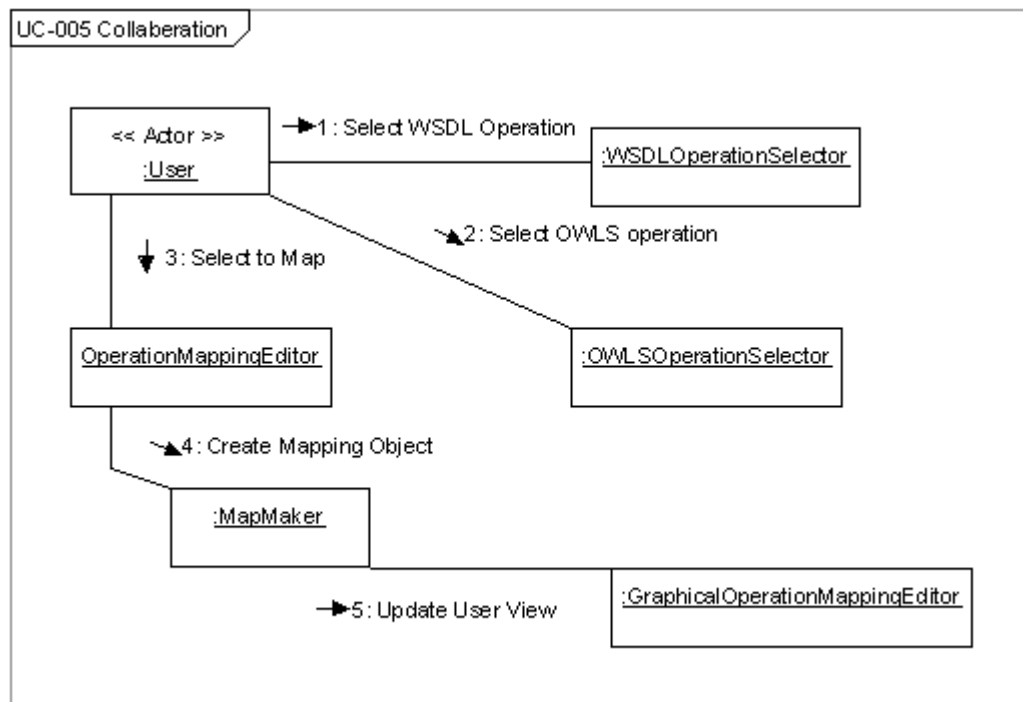 UC-005 Collaberation
<< Actor >>
:User
1: Select WSDL Operation
:WSDLOperationSelector
2: Select OWLS operation
3: Select to Map
OperationMappingEditor
:OWLSOperationSelector
4: Create Mapping Object
:MapMaker
:GraphicalOperationMappingEditor
5: Update User View